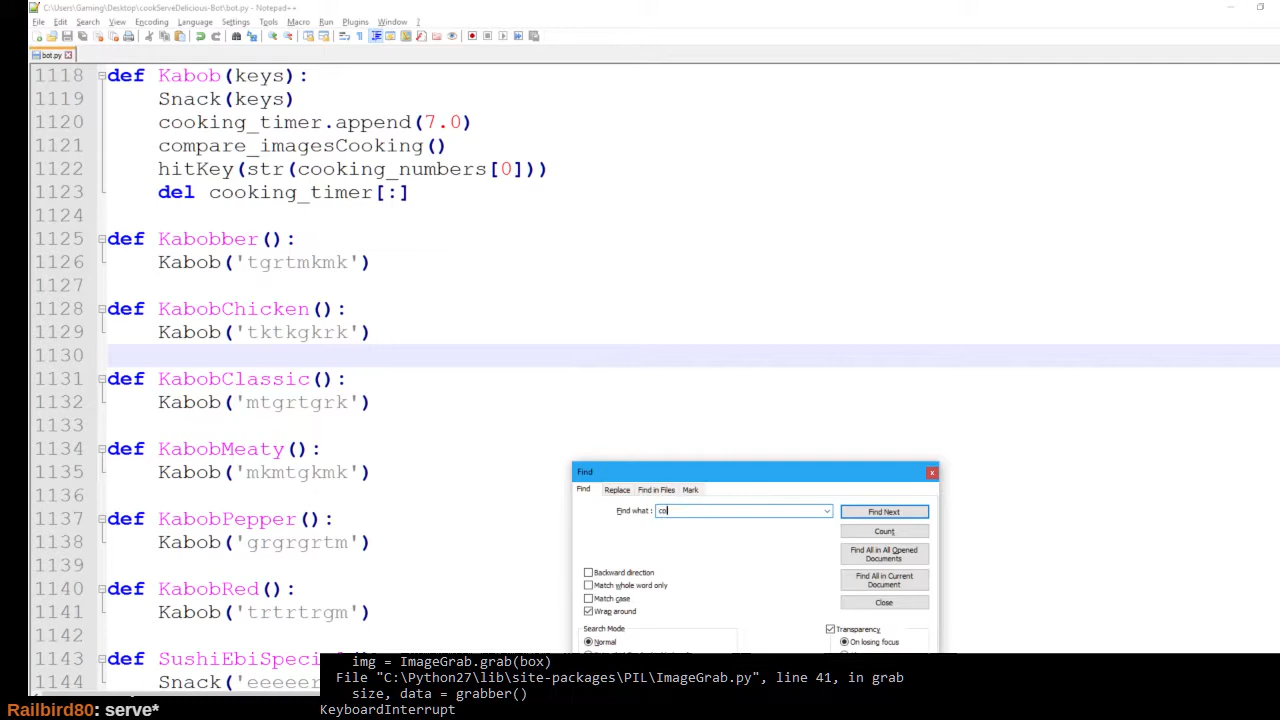 C:\Users\Gaming\Desktop\cookServeDelicious-Bot\bot.py - Notepad++
File Edit Search View Encoding Language Settings Tools Macro Run Plugins Window ?
bot.py
1118 def Kabob(keys):
1119 Snack(keys)
1120 cooking_timer.append(7.0)
1121 compare_imagesCooking()
1122 hitKey(str(cooking_numbers[0]))
1123 del cooking_timer[:]
1124
1125 def Kabobber():
1126 Kabob('tgrtmkmk')
1127
1128 def KabobChicken():
1129 Kabob('tktkgkrk')
1130
1131 def KabobClassic():
1132 Kabob('mtgrtgrk')
1133
1134 def KabobMeaty():
1135 Kabob('mkmtgkmk')
1136
1137 def KabobPepper():
1138 Kabob('grgrgrtm')
1139
1140 def KabobRed():
1141 Kabob('trtrtrgm')
1142
1143 def SushiEbiSpeci
1144 Snack('eeeeer
Find
Find Replace Find in Files Mark
Find what : co
Find Next
Count
Find All in All Opened Documents
Find All in Current Document
Close
Backward direction
Match whole word only
Match case
Wrap around
Search Mode
Normal
Transparency
On losing focus
img = ImageGrab.grab(box)
File "C:\Python27\lib\site-packages\PIL\ImageGrab.py", line 41, in grab
size, data = grabber()
KeyboardInterrupt
Railbird80: serve*